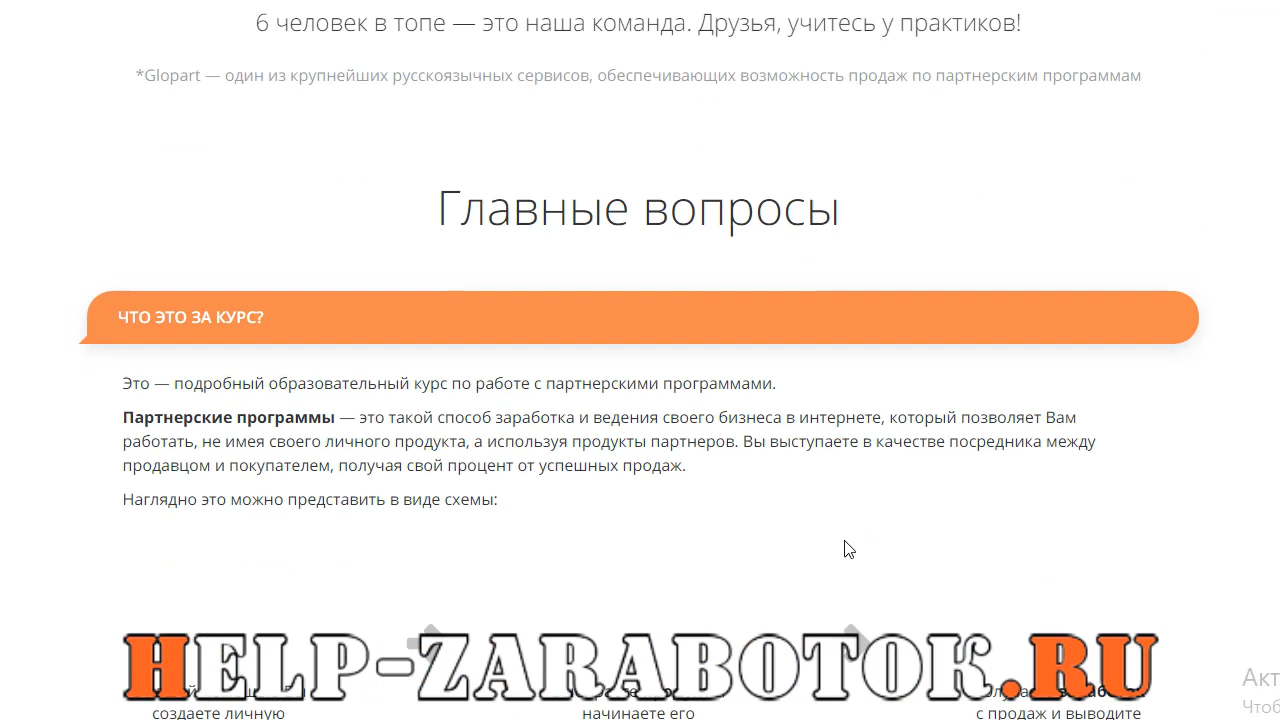 6 человек в топе — это наша команда. Друзья, учитесь у практиков!
*Glopart — один из крупнейших русскоязычных сервисов, обеспечивающих возможность продаж по партнерским программам
Главные вопросы
ЧТО ЭТО ЗА КУРС?
Это — подробный образовательный курс по работе с партнерскими программами.
Партнерские программы — это такой способ заработка и ведения своего бизнеса в интернете, который позволяет Вам
работать, не имея своего личного продукта, а используя продукты партнеров. Вы выступаете в качестве посредника между
продавцом и покупателем, получая свой процент от успешных продаж.
Наглядно это можно представить в виде схемы:
HELP-ZARABOTOK.RU
создаете личную
начинаете его
с продаж и выводите
Акт
Чтоб